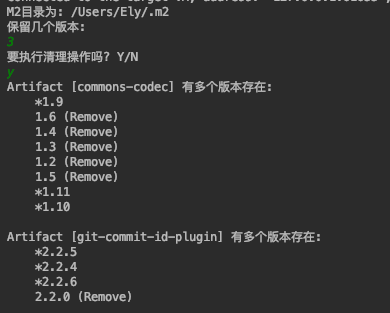 M2目录为: /Users/Ely/.m2
保留几个版本:
3
要执行清理操作吗? Y/N
y
Artifact [commons-codec] 有多个版本存在:
*1.9
1.6 (Remove)
1.4 (Remove)
1.3 (Remove)
1.2 (Remove)
1.5 (Remove)
*1.11
*1.10
Artifact [git-commit-id-plugin] 有多个版本存在:
*2.2.5
*2.2.4
*2.2.6
2.2.0 (Remove)